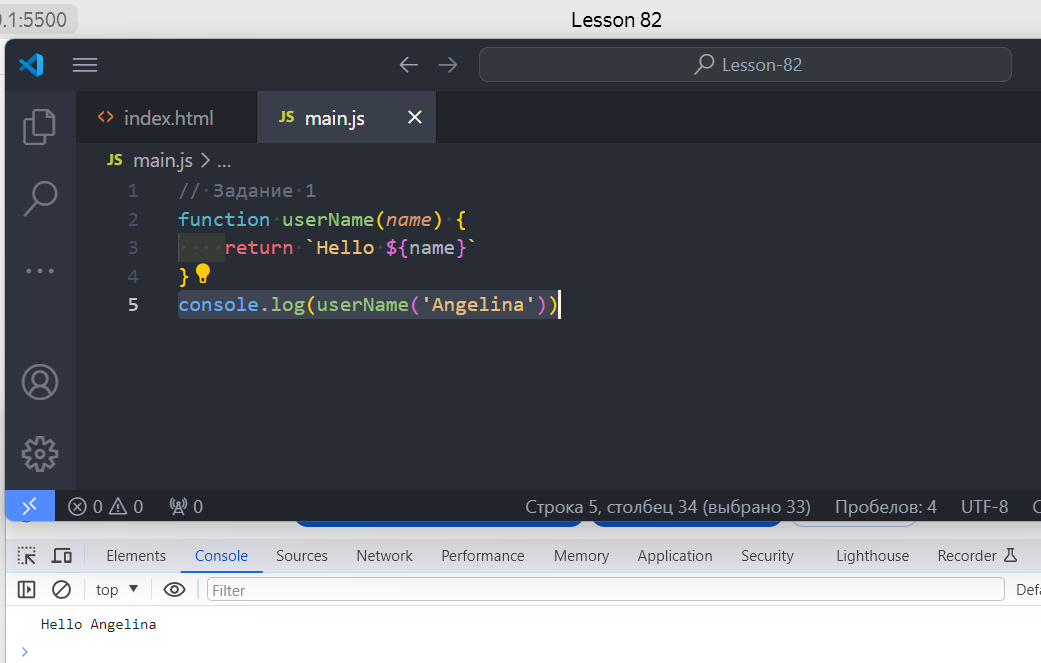 0.1:5500
Lesson 82
Lesson-82
index.html
JS main.js
JS main.js > ...
1 // Задание 1
2 function userName(name) {
3 return `Hello ${name}`
4 }
5 console.log(userName('Angelina'))
0 0 0 Строка 5, столбец 34 (выбрано 33) Пробелов: 4 UTF-8
Elements Console Sources Network Performance Memory Application Security Lighthouse Recorder
top Filter
Hello Angelina
>